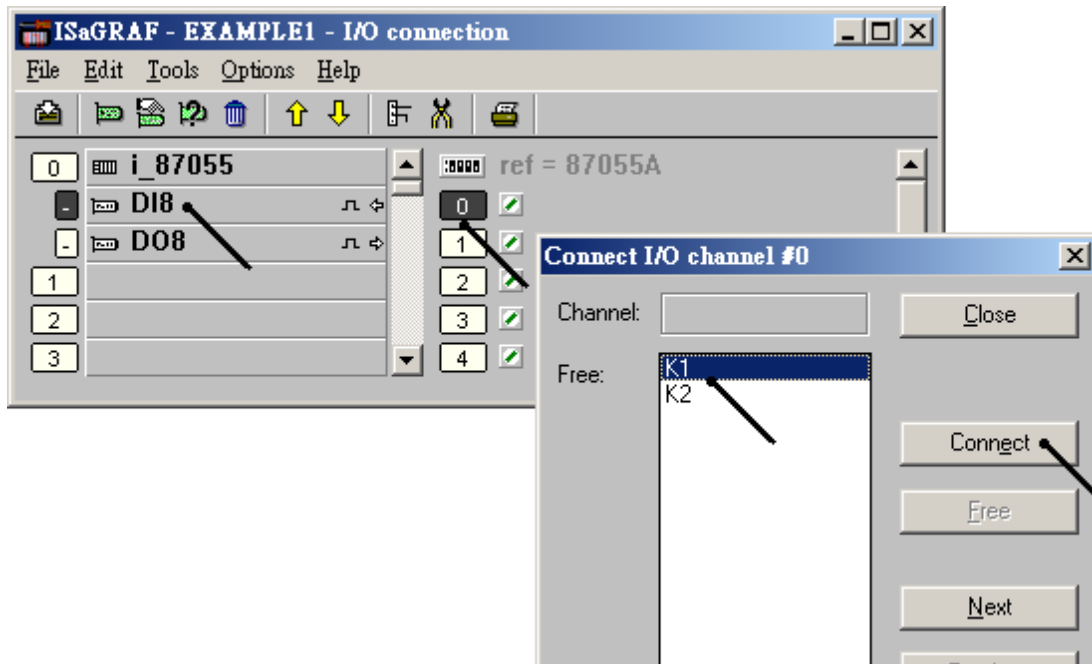 ISaGRAF - EXAMPLE1 - I/O connection
File Edit Tools Options Help
0 i_87055
- DI8
- DO8
1
2
3
ref = 87055A
0
1
2
3
4
Connect I/O channel #0
Channel:
Close
Free:
K1
K2
Connect
Free
Next